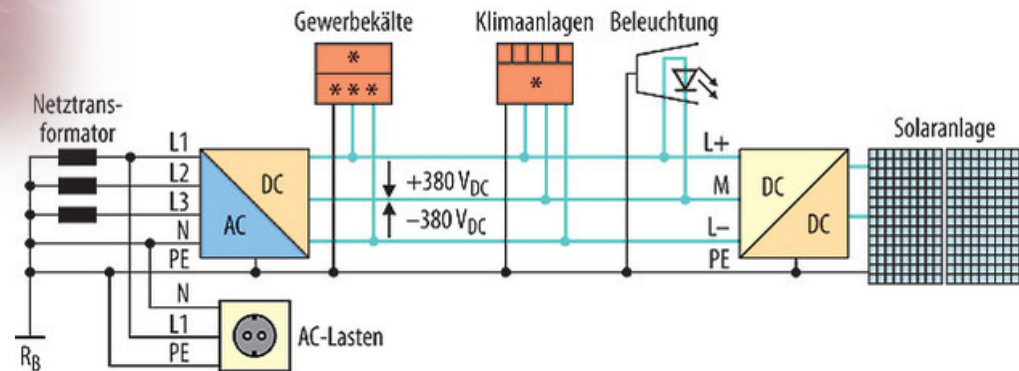 Gewerbekälte
Klimaanlagen
Beleuchtung
*
* * *
*
Netztrans-
formator
Solaranlage
L1
L2
L3
N
PE
DC
AC
+380 VDC
−380 VDC
L+
M
L−
PE
DC
DC
N
L1
PE
AC-Lasten
RB